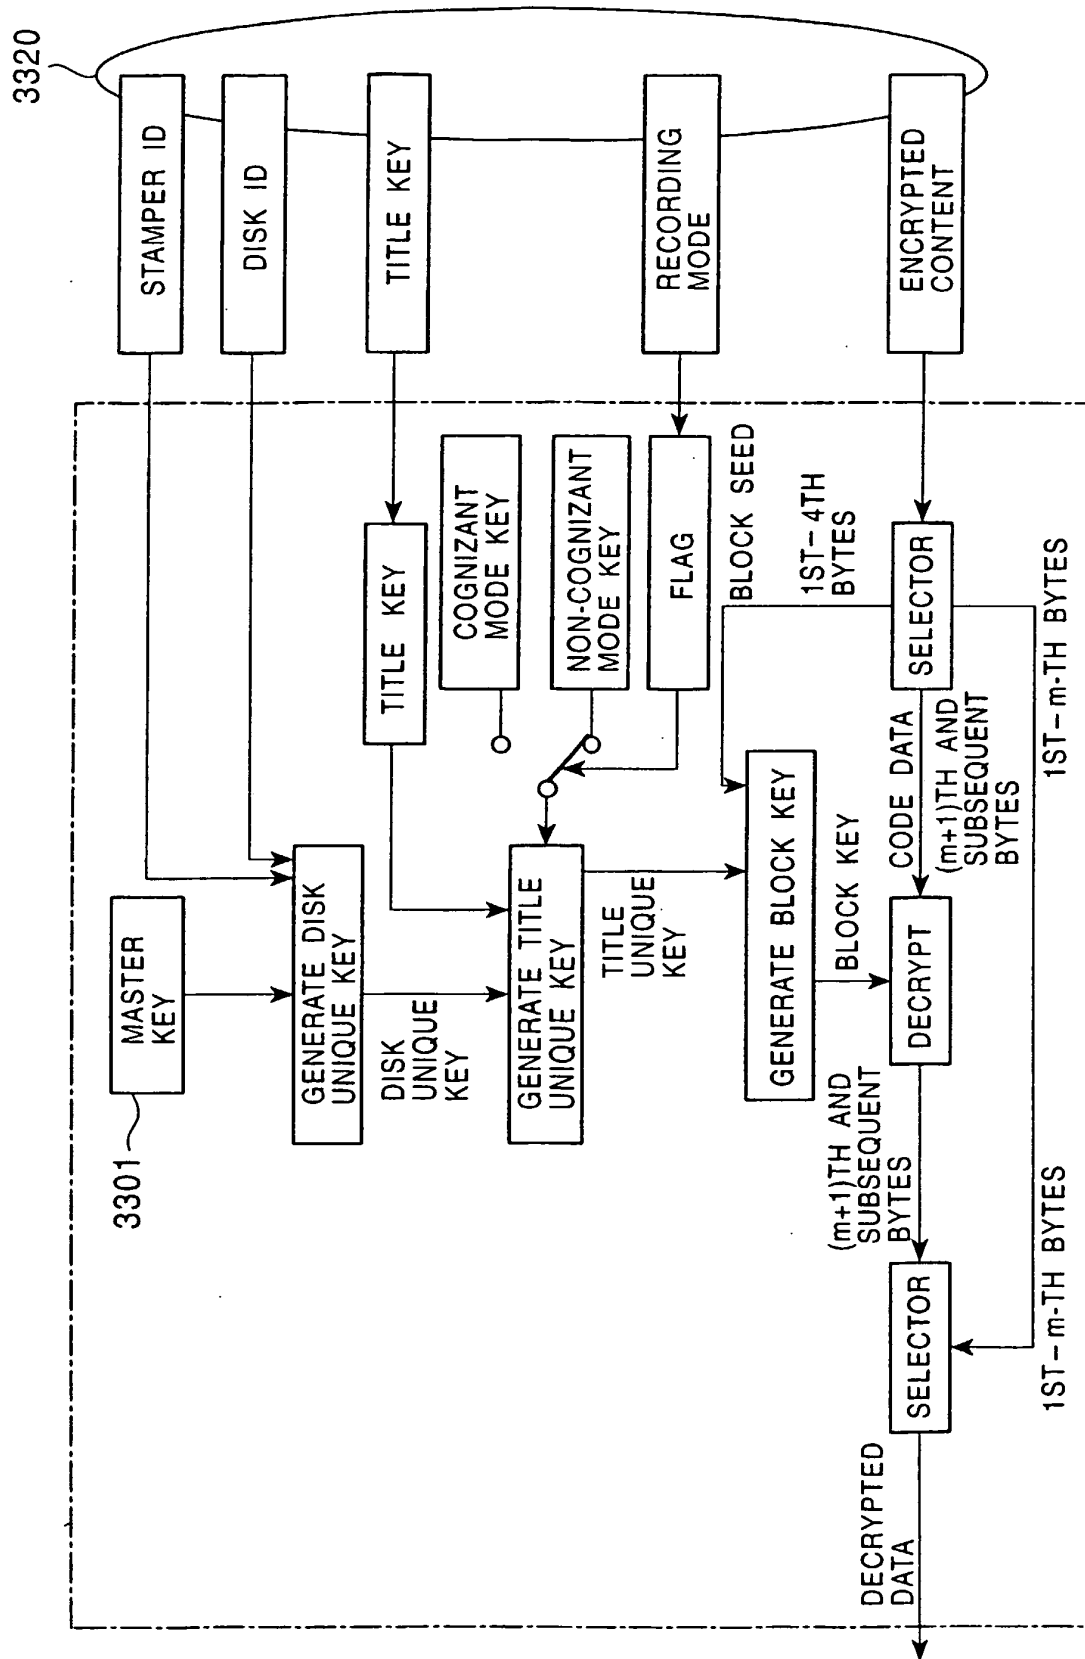 3320
STAMPER ID
DISK ID
TITLE KEY
RECORDING
MODE
ENCRYPTED
CONTENT
TITLE KEY
COGNIZANT
MODE KEY
NON-COGNIZANT
MODE KEY
FLAG
BLOCK SEED
1ST-4TH
BYTES
SELECTOR
1ST-m-TH BYTES
CODE DATA
(m+1)TH AND
SUBSEQUENT
BYTES
MASTER
KEY
3301
GENERATE DISK
UNIQUE KEY
DISK
UNIQUE
KEY
GENERATE TITLE
UNIQUE KEY
TITLE
UNIQUE
KEY
GENERATE BLOCK KEY
BLOCK KEY
DECRYPT
(m+1)TH AND
SUBSEQUENT
BYTES
SELECTOR
1ST-m-TH BYTES
DECRYPTED
DATA